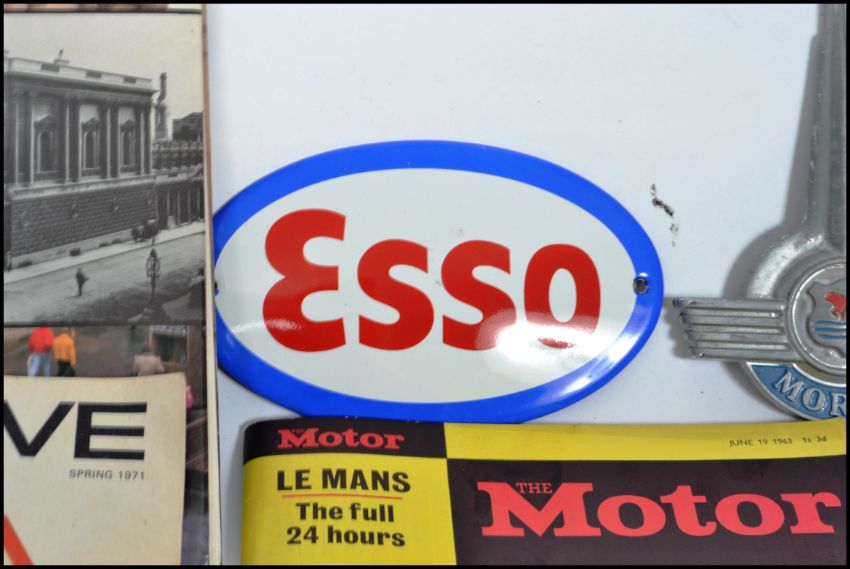 Esso
VE
SPRING 1971
THE Motor
LE MANS
The full
24 hours
JUNE 19 1963 1s 3d
THE Motor
MOR